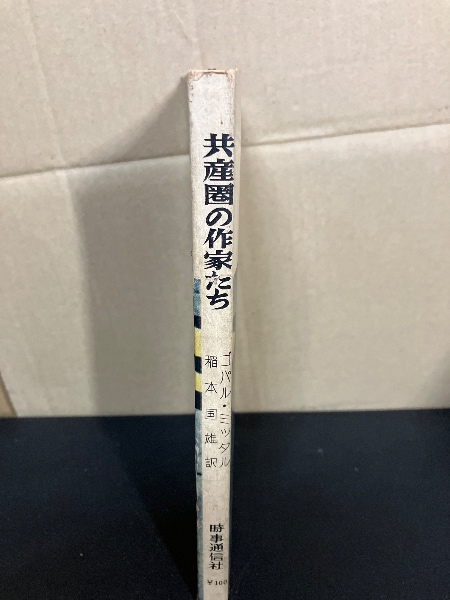 共産圏の作家たち
ゴパル・ミッタル
稲本国雄訳
時事通信社
¥100